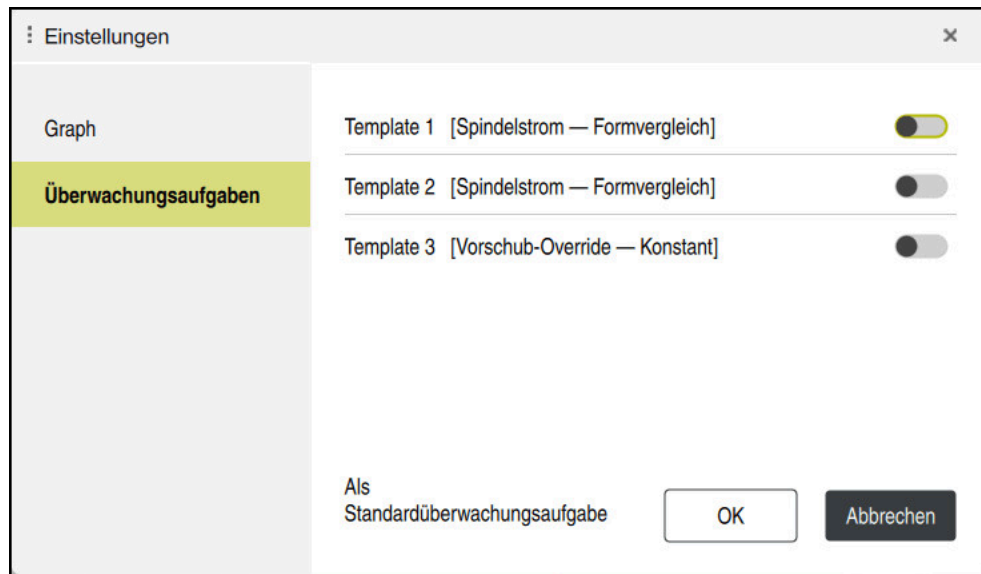 Einstellungen
Graph
Überwachungsaufgaben
Template 1 [Spindelstrom — Formvergleich]
Template 2 [Spindelstrom — Formvergleich]
Template 3 [Vorschub-Override — Konstant]
Als
Standardüberwachungsaufgabe
OK
Abbrechen